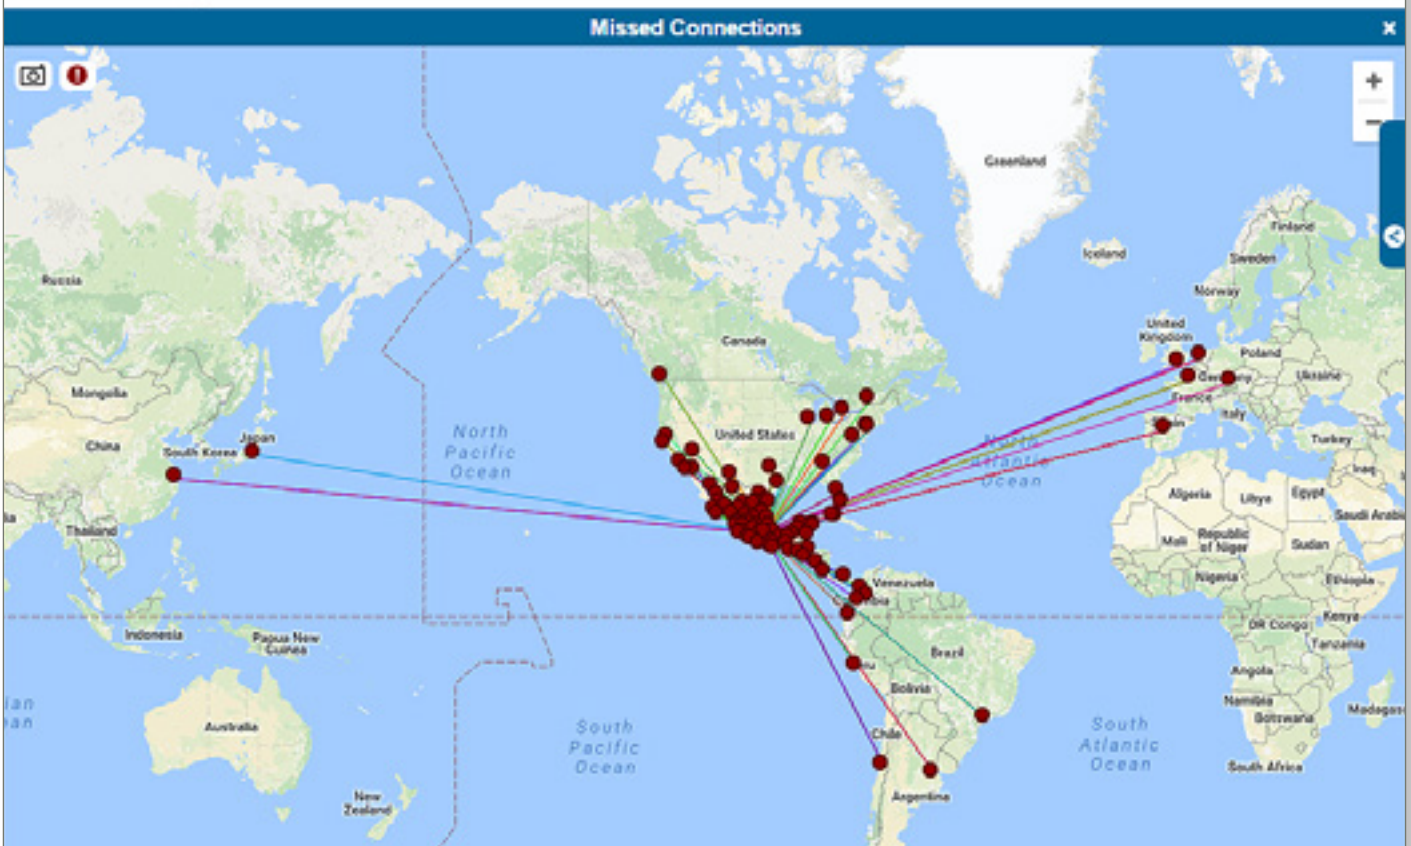 Missed Connections
Greenland
Iceland
Finland
Sweden
Norway
Russia
United
Kingdom
Poland
Ukraine
France
Italy
Turkey
Iraq
Canada
United States
Mongolia
China
Japan
South Korea
Thailand
North
Pacific
Ocean
North
Atlantic
Ocean
Algeria
Libya
Egypt
Saudi Arabi
Mali
Republic
of Niger
Sudan
Nigeria
Ethiopia
Venezuela
DR Congo
Kenya
Tanzania
Indonesia
Papua New
Guinea
Brazil
Bolivia
Angola
Namibia
Botswana
Madagas
South Africa
Australia
South
Pacific
Ocean
South
Atlantic
Ocean
Chile
Argentina
New
Zealand